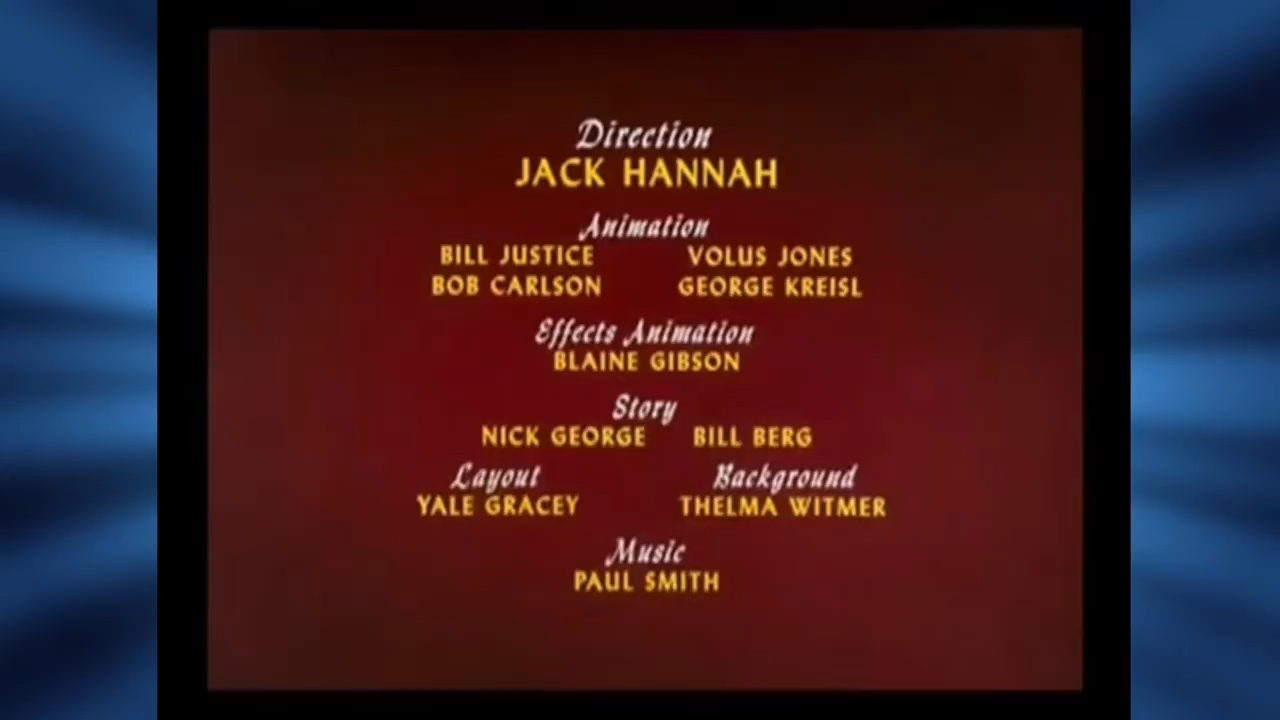 Direction
JACK HANNAH
Animation
BILL JUSTICE VOLUS JONES
BOB CARLSON GEORGE KREISL
Effects Animation
BLAINE GIBSON
Story
NICK GEORGE BILL BERG
Layout Background
YALE GRACEY THELMA WITMER
Music
PAUL SMITH